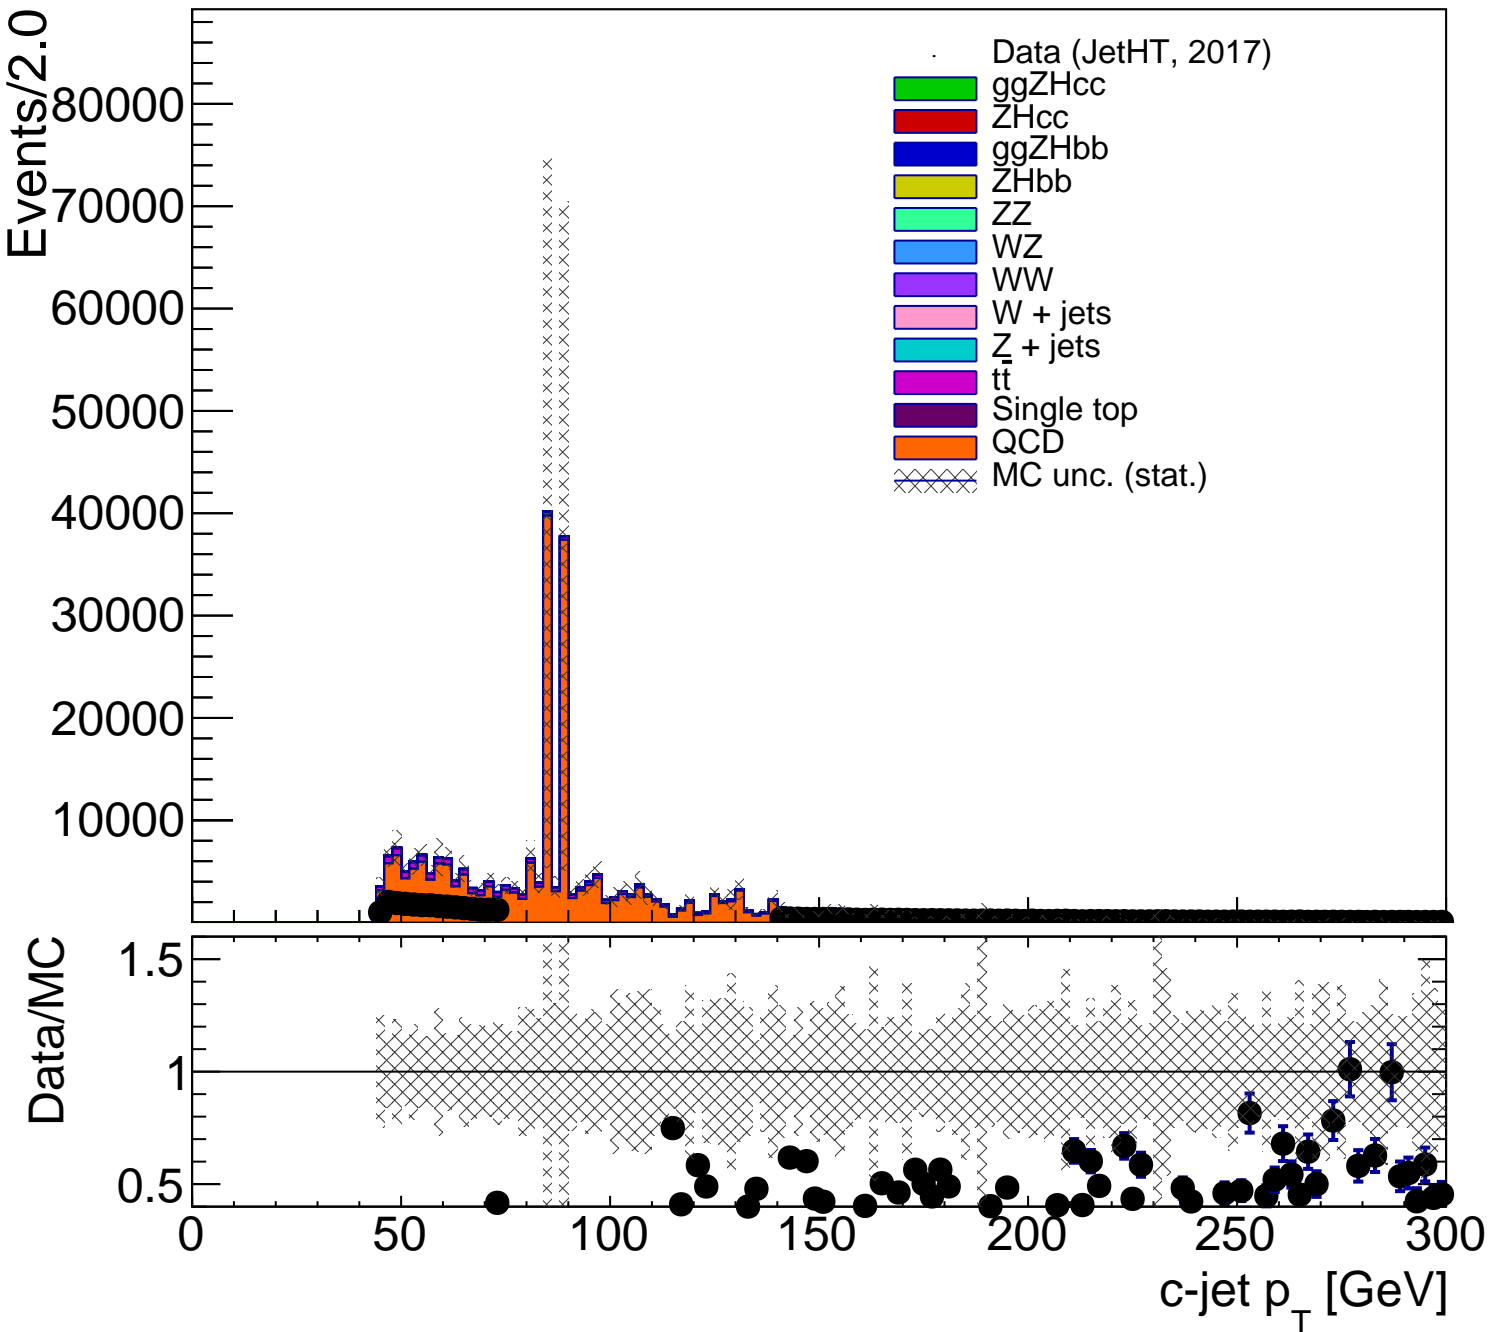 Events/2.0
80000
70000
60000
50000
40000
30000
20000
10000
Data (JetHT, 2017)
ggZHcc
ZHcc
ggZHbb
ZHbb
ZZ
WZ
WW
W + jets
Z + jets
tt̄
Single top
QCD
MC unc. (stat.)
Data/MC
1.5
1
0.5
0 50 100 150 200 250 300
c-jet p_T [GeV]